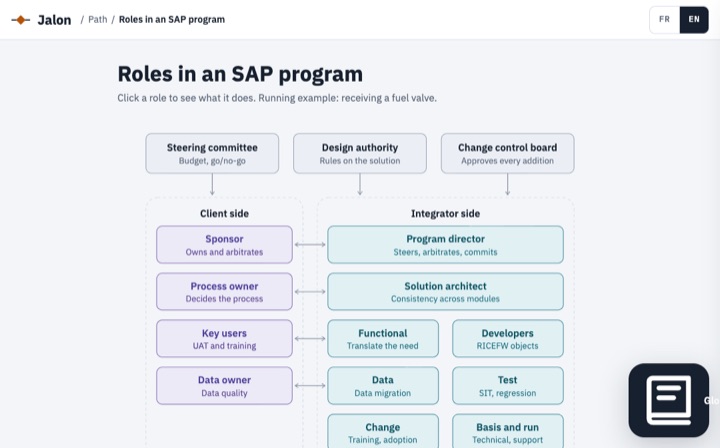 Jalon / Path / Roles in an SAP program
FR EN
Roles in an SAP program
Click a role to see what it does. Running example: receiving a fuel valve.
Steering committee
Budget, go/no-go
Design authority
Rules on the solution
Change control board
Approves every addition
Client side
Integrator side
Sponsor
Owns and arbitrates
Program director
Steers, arbitrates, commits
Process owner
Decides the process
Solution architect
Consistency across modules
Key users
UAT and training
Functional
Translate the need
Developers
RICEFW objects
Data owner
Data quality
Data
Data migration
Test
SIT, regression
Change
Training, adoption
Basis and run
Technical, support